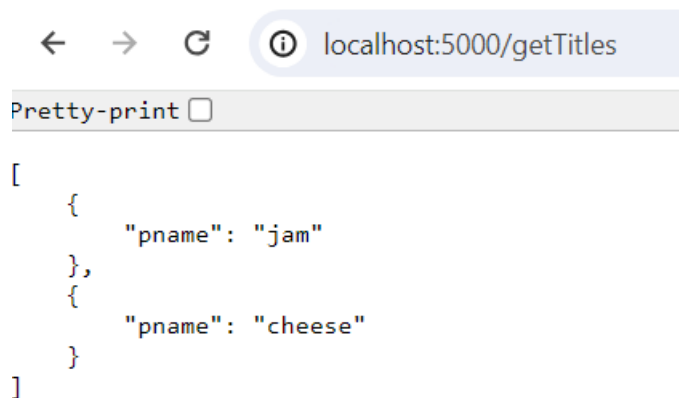 localhost:5000/getTitles
Pretty-print
[
    {
        "pname": "jam"
    },
    {
        "pname": "cheese"
    }
]